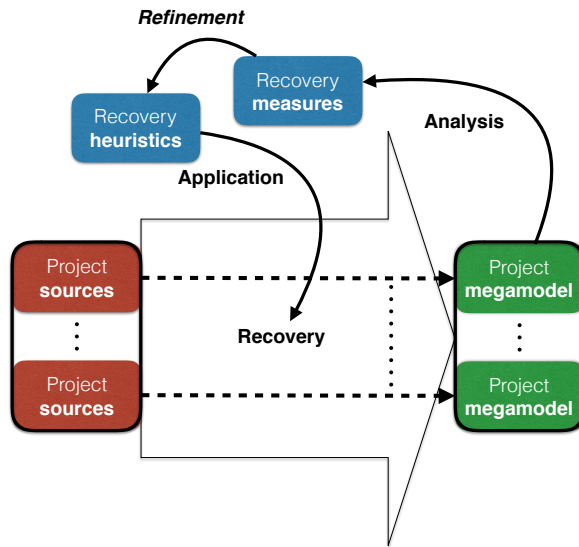 Refinement
Recovery
measures
Recovery
heuristics
Analysis
Application
Project
sources
Project
megamodel
Recovery
Project
sources
Project
megamodel